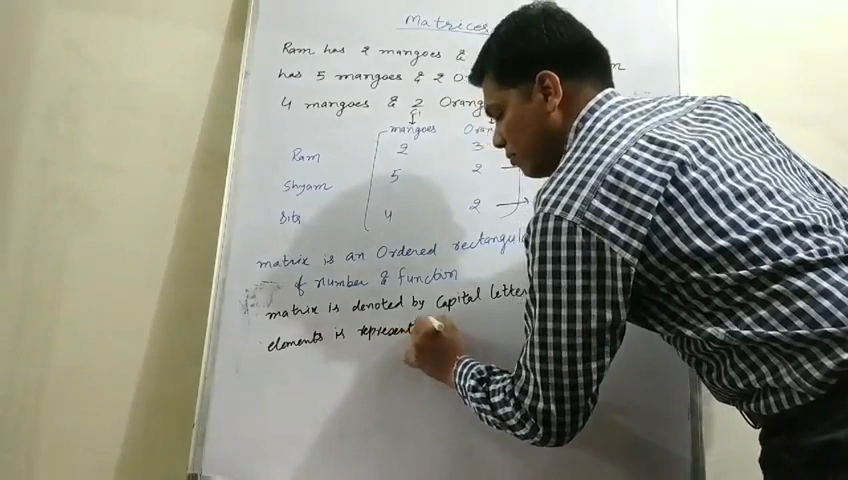 Matrices
Ram has 2 mangoes &
has 5 mangoes & 2 Or
4 mangoes & 2 Orang
mangoes Oran
Ram 2 3
Shyam 5 2
Sita 4 2
matrix is an Ordered rectangul
of number & function
matrix is denoted by Capital letter
elements is represent